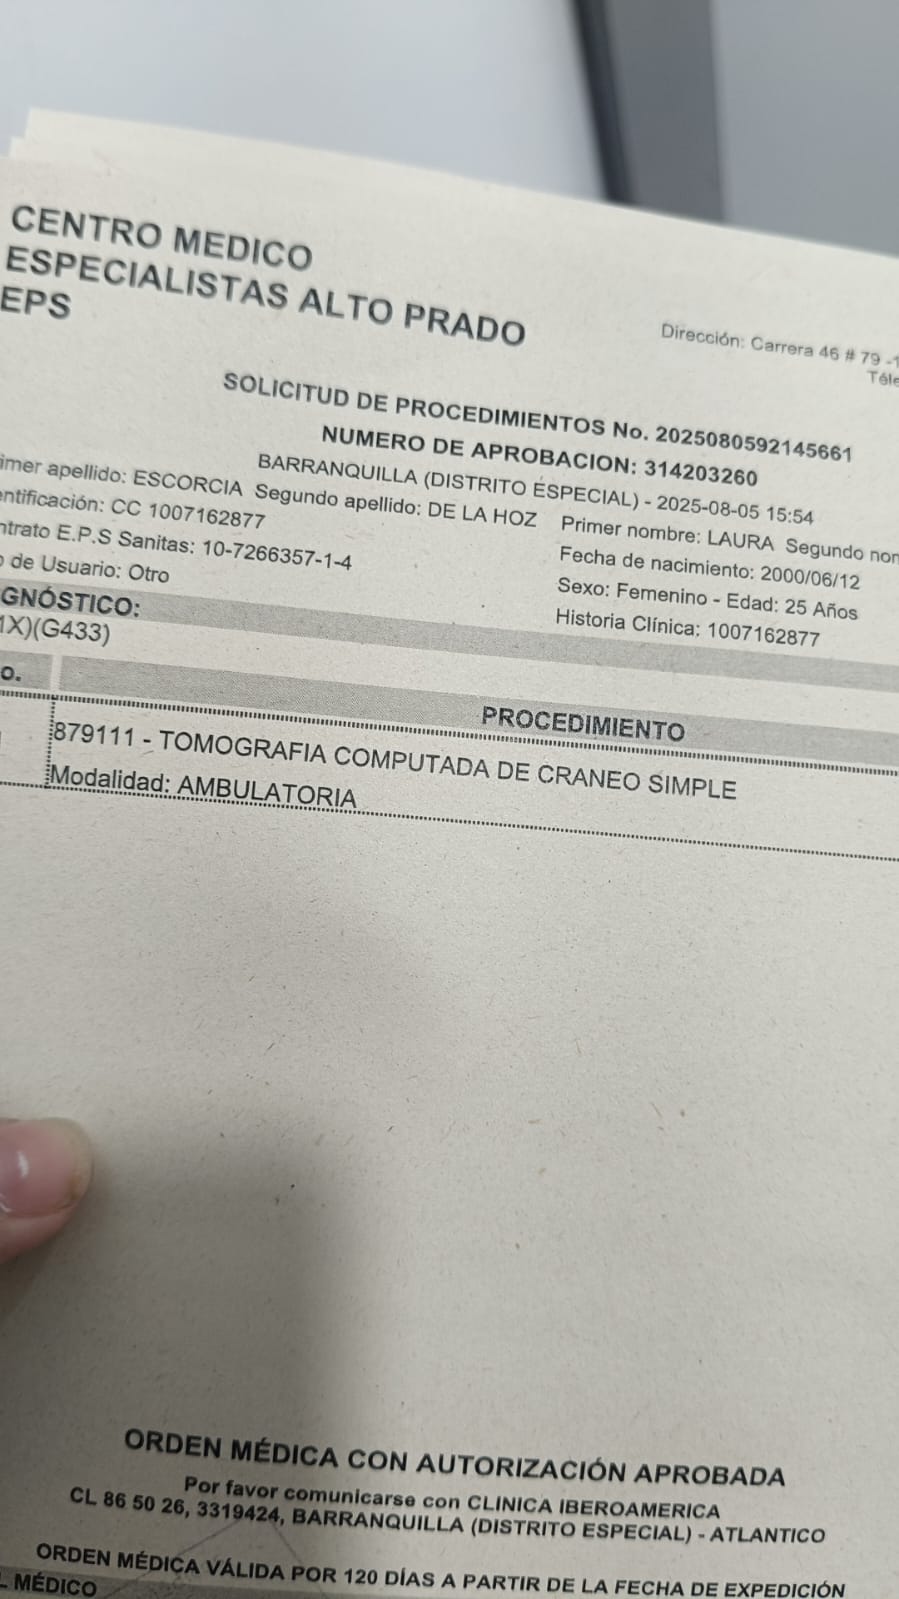 CENTRO MEDICO
ESPECIALISTAS ALTO PRADO
EPS
Dirección: Carrera 46 # 79 -1
Téle
SOLICITUD DE PROCEDIMIENTOS No. 2025080592145661
NUMERO DE APROBACION: 314203260
BARRANQUILLA (DISTRITO ESPECIAL) - 2025-08-05 15:54
imer apellido: ESCORCIA Segundo apellido: DE LA HOZ Primer nombre: LAURA Segundo nom
entificación: CC 1007162877 Fecha de nacimiento: 2000/06/12
ntrato E.P.S Sanitas: 10-7266357-1-4 Sexo: Femenino - Edad: 25 Años
o de Usuario: Otro Historia Clínica: 1007162877
GNÓSTICO:
1X)(G433)
o. PROCEDIMIENTO
879111 - TOMOGRAFIA COMPUTADA DE CRANEO SIMPLE
Modalidad: AMBULATORIA
ORDEN MÉDICA CON AUTORIZACIÓN APROBADA
Por favor comunicarse con CLINICA IBEROAMERICA
CL 86 50 26, 3319424, BARRANQUILLA (DISTRITO ESPECIAL) - ATLANTICO
ORDEN MÉDICA VÁLIDA POR 120 DÍAS A PARTIR DE LA FECHA DE EXPEDICIÓN
L MÉDICO